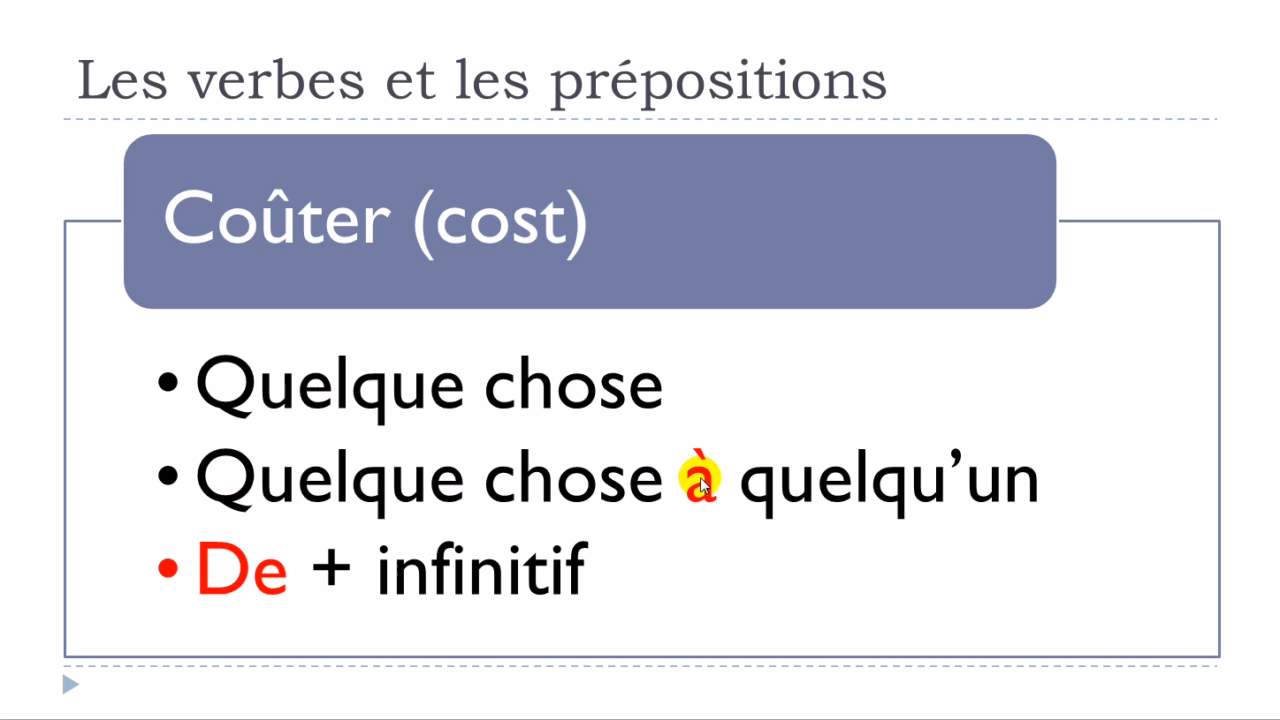 Les verbes et les prépositions
Coûter (cost)
• Quelque chose
• Quelque chose à quelqu’un
• De + infinitif